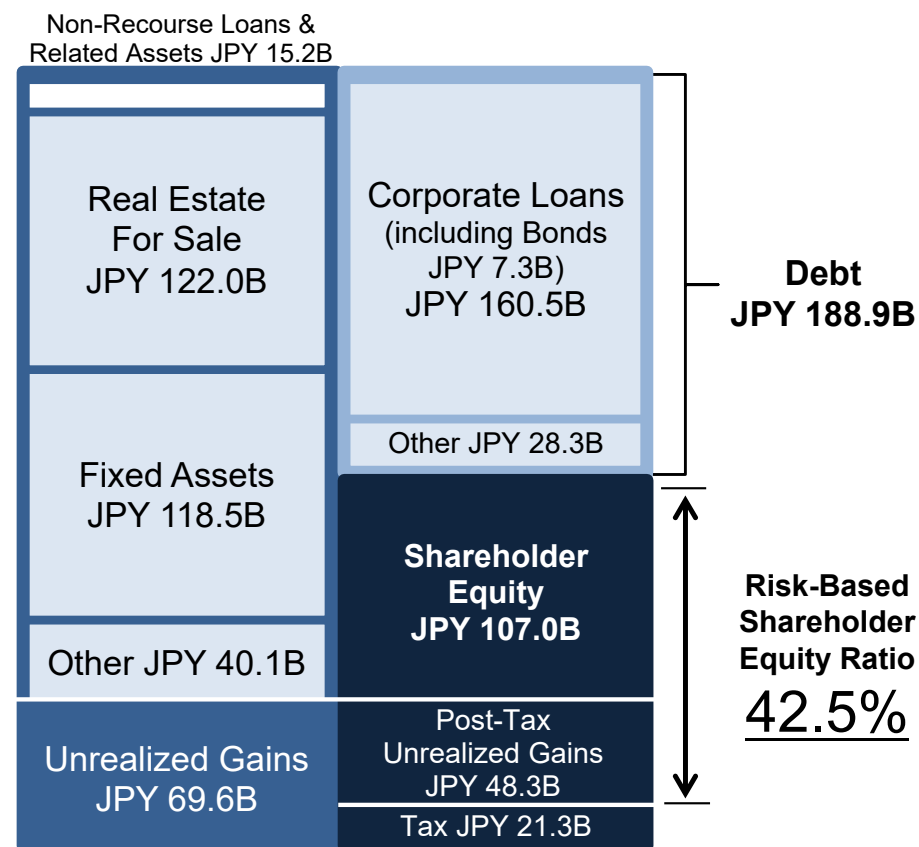 Non-Recourse Loans &
Related Assets JPY 15.2B
Real Estate
For Sale
JPY 122.0B
Fixed Assets
JPY 118.5B
Other JPY 40.1B
Unrealized Gains
JPY 69.6B
Corporate Loans
(including Bonds
JPY 7.3B)
JPY 160.5B
Other JPY 28.3B
Shareholder
Equity
JPY 107.0B
Post-Tax
Unrealized Gains
JPY 48.3B
Tax JPY 21.3B
Debt
JPY 188.9B
Risk-Based
Shareholder
Equity Ratio
42.5%